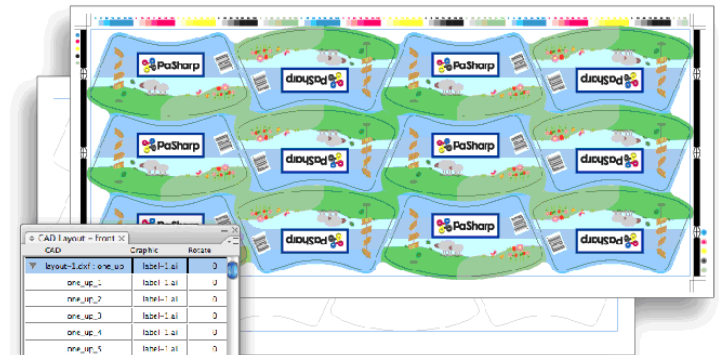 PaSharp PaSharp PaSharp PaSharp
PaSharp PaSharp PaSharp PaSharp
PaSharp PaSharp PaSharp
CAD Layout - Front
CAD Graphic Rotate
layout-1.dxf : one_up label-1.ai 0
one_up_1 label-1.ai 0
one_up_2 label-1.ai 0
one_up_3 label-1.ai 0
one_up_4 label-1.ai 0
one_up_5 label-1.ai 0